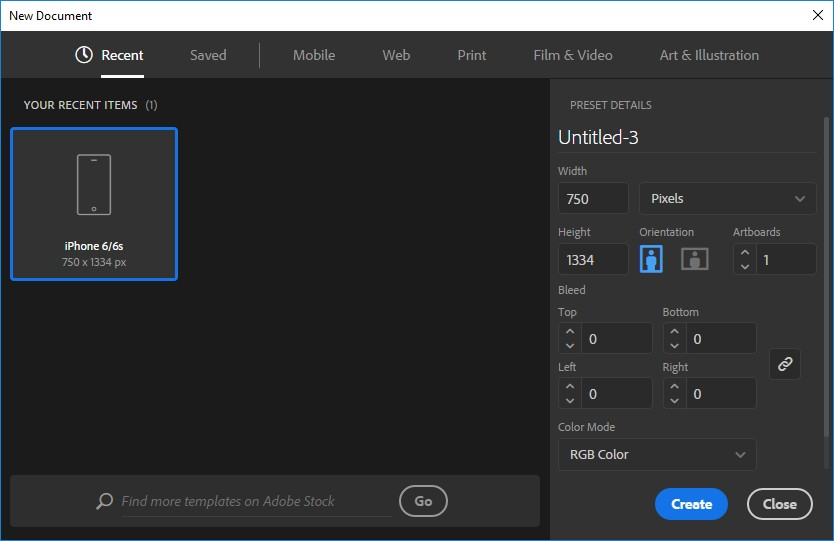 New Document
Recent Saved Mobile Web Print Film & Video Art & Illustration
YOUR RECENT ITEMS (1)
iPhone 6/6s
750 x 1334 px
Find more templates on Adobe Stock Go
PRESET DETAILS
Untitled-3
Width
750 Pixels
Height Orientation Artboards
1334 1
Bleed
Top Bottom
0 0
Left Right
0 0
Color Mode
RGB Color
Create Close